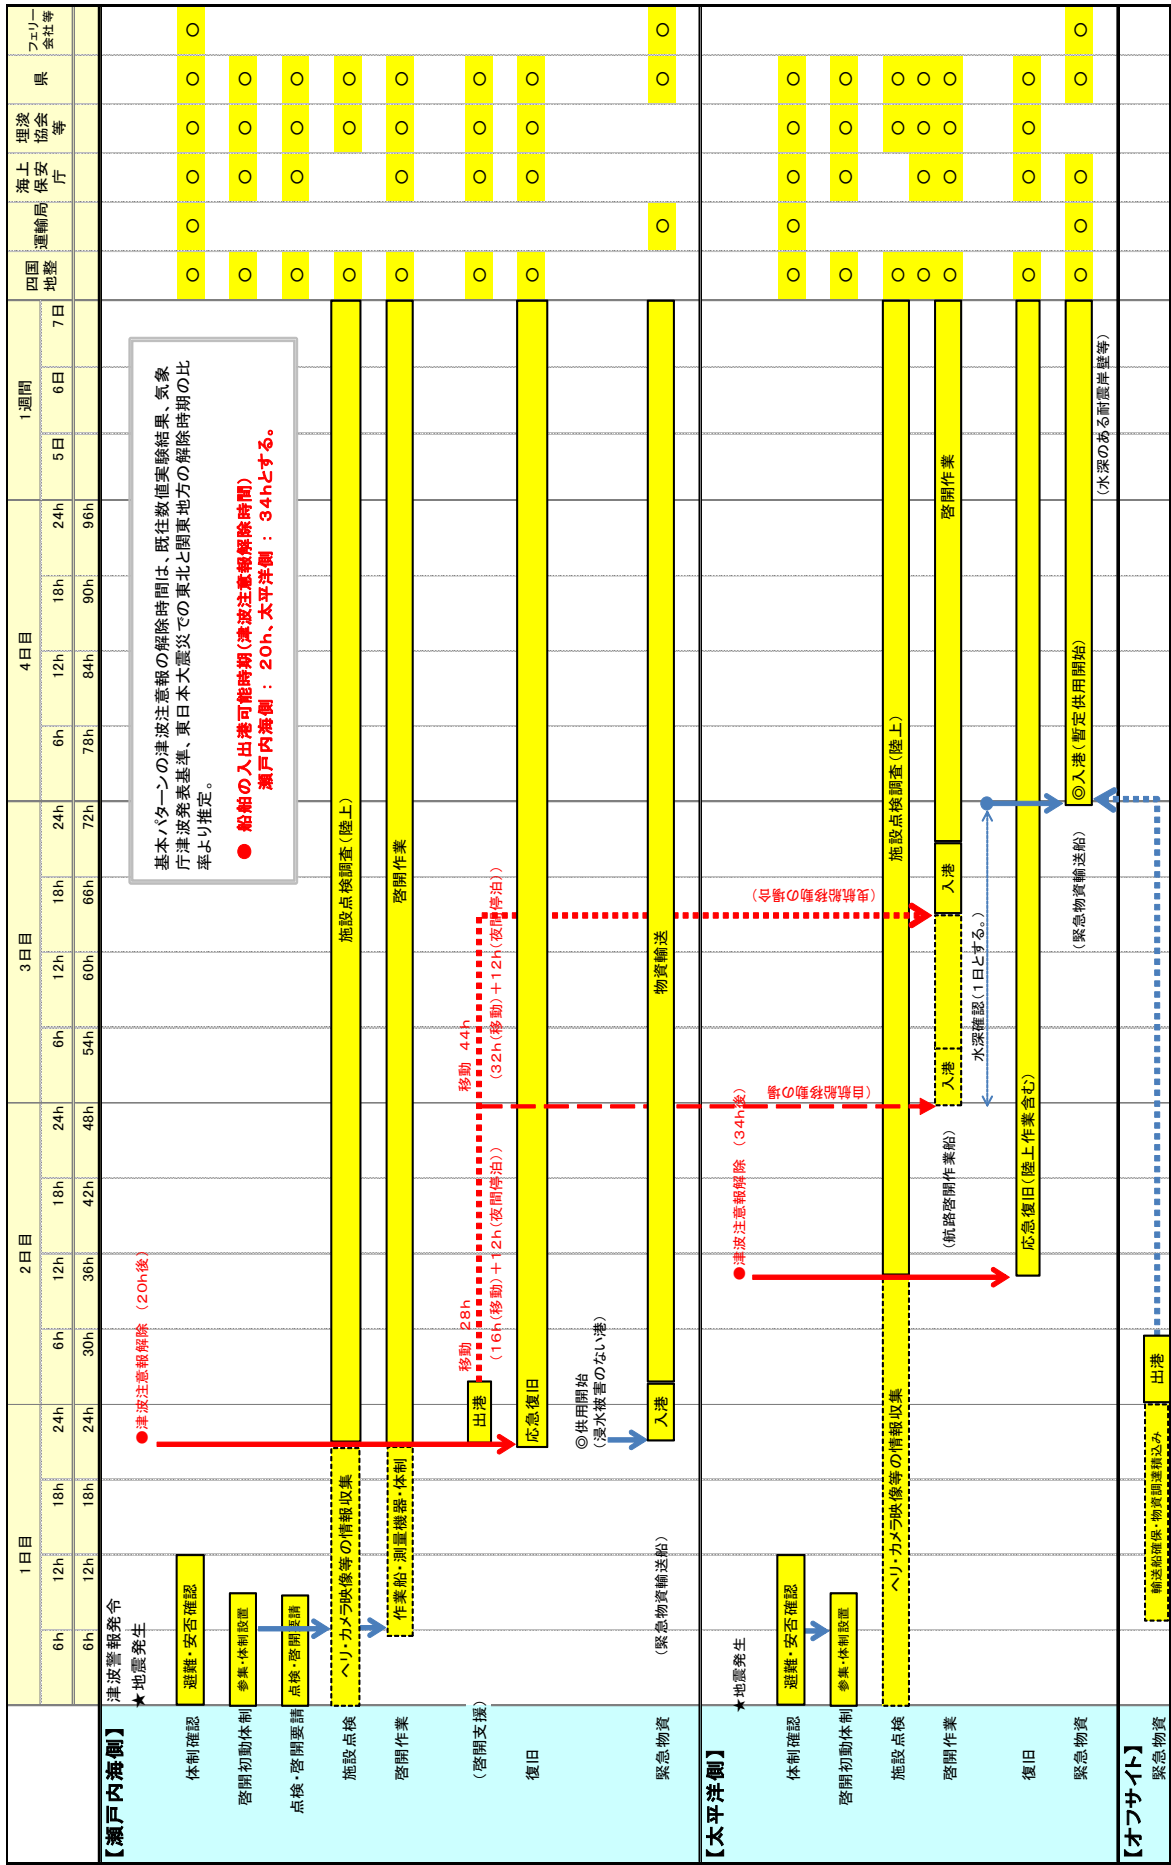 1日目 2日目 3日目 4日目 1週間 四国地整 運輸局 海上保安庁 埋浚協会等 県 フェリー会社等
6h 12h 18h 24h 6h 12h 18h 24h 6h 12h 18h 24h 6h 12h 18h 24h 5日 6日 7日
6h 12h 18h 24h 30h 36h 42h 48h 54h 60h 66h 72h 78h 84h 90h 96h
【瀬戸内海側】
津波警報発令
★地震発生
●津波注意報解除（20h後）
基本パターンの津波注意報の解除時間は、既往数値実験結果、気象
庁津波発表基準、東日本大震災での東北と関東地方の解除時期の比
率より推定。
● 船舶の入出港可能時期(津波注意報解除時間)
瀬戸内海側 ： 20h、太平洋側 ： 34hとする。
体制確認 避難・安否確認 ○ ○ ○ ○ ○ ○
啓開初動体制 参集・体制設置 ○ ○ ○ ○
点検・啓開要請 点検・啓開要請 ○ ○ ○ ○
施設点検 ヘリ・カメラ映像等の情報収集 施設点検調査(陸上) ○ ○ ○
啓開作業 作業船・測量機器・体制 啓開作業 ○ ○ ○ ○
移動 28h 移動 44h
(啓開支援) 出港 ○ ○ ○ ○
(16h(移動)＋12h(夜間停泊)) (32h(移動)＋12h(夜間停泊))
復旧 応急復旧 ○ ○ ○ ○
◎供用開始
(浸水被害のない港)
緊急物資 (緊急物資輸送船) 入港 物資輸送 ○ ○ ○
【太平洋側】
★地震発生
●津波注意報解除（34h後）
自航船移動の場
曳航船移動の場合)
体制確認 避難・安否確認 ○ ○ ○ ○
啓開初動体制 参集・体制設置 ○ ○ ○ ○
施設点検 ヘリ・カメラ映像等の情報収集 施設点検調査(陸上) ○ ○ ○
○ ○ ○ ○
啓開作業 (航路啓開作業船) 入港 入港 啓開作業 ○ ○ ○ ○
水深確認(1日とする。)
復旧 応急復旧(陸上作業含む) ○ ○ ○ ○
緊急物資 (緊急物資輸送船) ◎入港(暫定供用開始) ○ ○ ○ ○ ○
(水深のある耐震岸壁等)
【オフサイト】
緊急物資 輸送船確保・物資調達積込み 出港